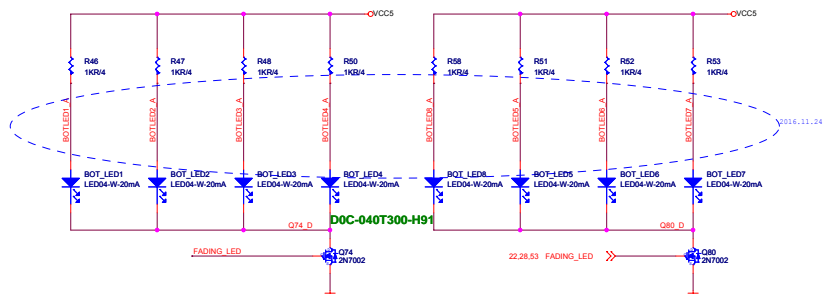 VCC5
VCC5
R46
1KR/4
R47
1KR/4
R48
1KR/4
R50
1KR/4
R58
1KR/4
R51
1KR/4
R52
1KR/4
R53
1KR/4
BOTLED1_A
BOTLED2_A
BOTLED3_A
BOTLED4_A
BOTLED8_A
BOTLED5_A
BOTLED6_A
BOTLED7_A
2016.11.24
BOT_LED1
LED04-W-20mA
BOT_LED2
LED04-W-20mA
BOT_LED3
LED04-W-20mA
BOT_LED4
LED04-W-20mA
BOT_LED8
LED04-W-20mA
BOT_LED5
LED04-W-20mA
BOT_LED6
LED04-W-20mA
BOT_LED7
LED04-W-20mA
Q74_D
D0C-040T300-H91
Q80_D
FADING_LED
Q74
2N7002
22,28,53 FADING_LED
Q80
2N7002